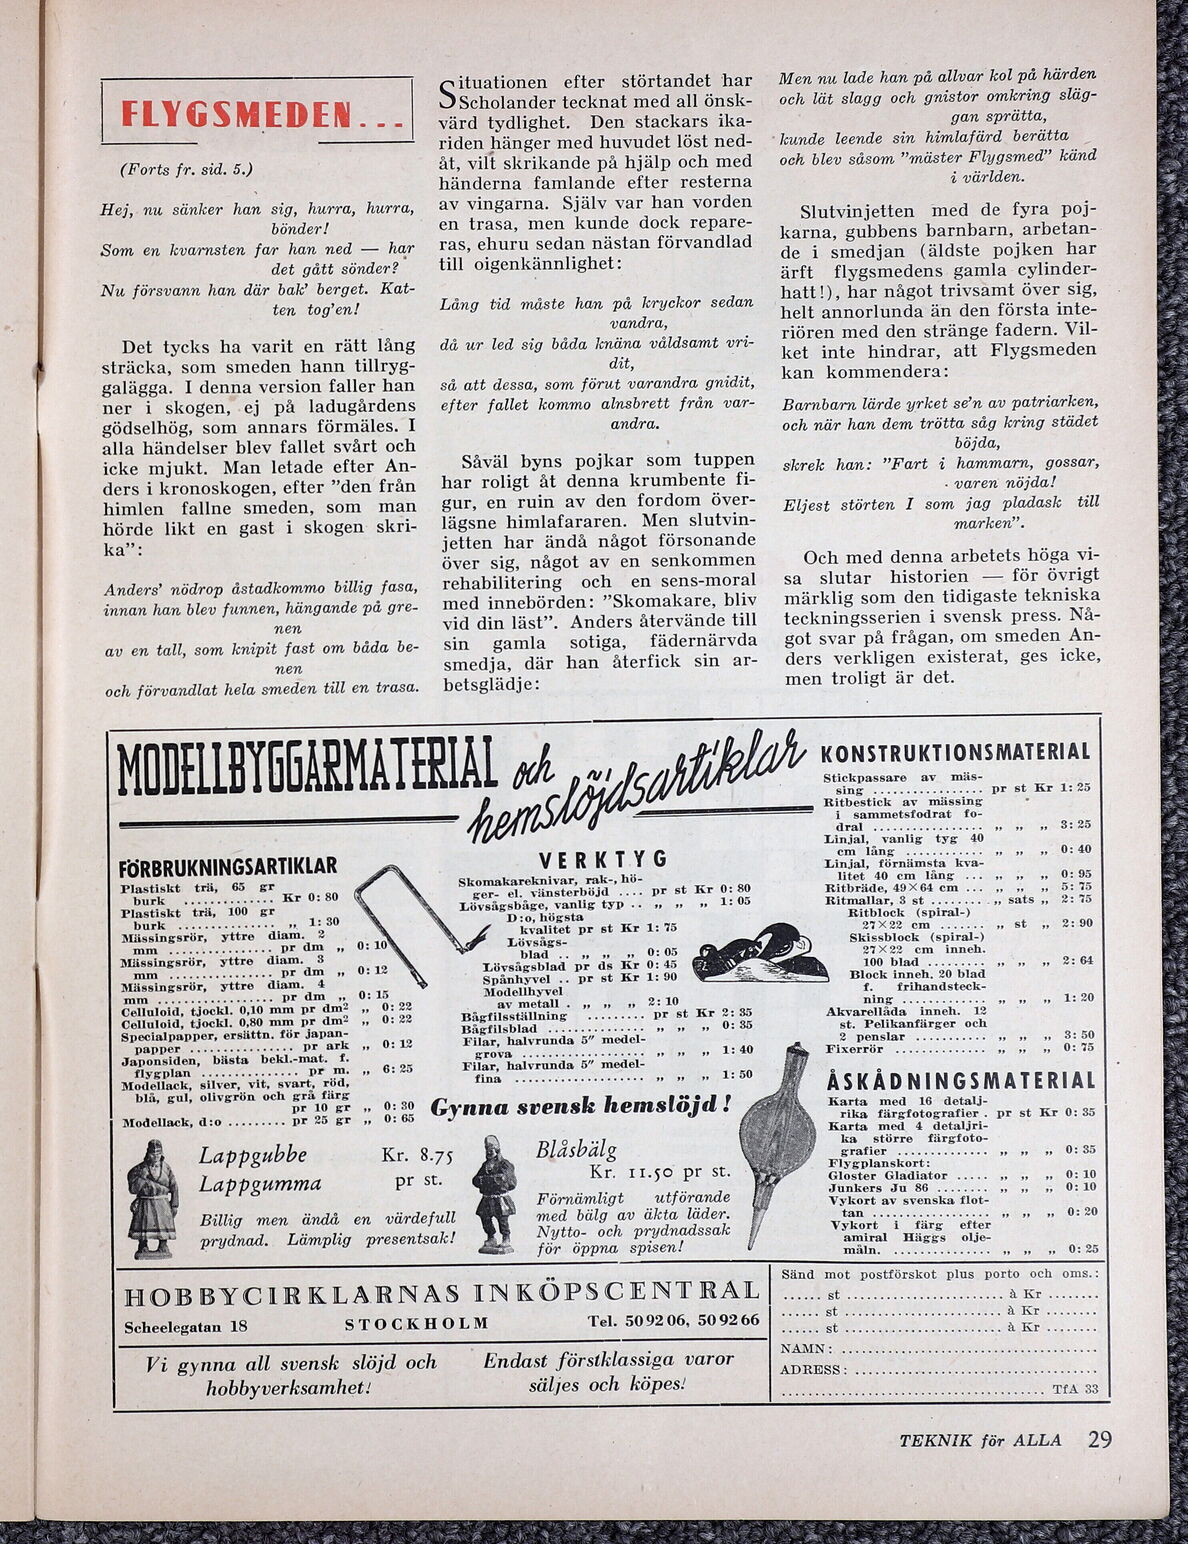 FLYGSMEDEN...
(Forts fr. sid. 5.)
Hej, nu sänker han sig, hurra, hurra,
bönder!
Som en kvarnsten far han ned — har
det gått sönder?
Nu försvann han där bak' berget. Kat-
ten tog'en!
Det tycks ha varit en rätt lång
sträcka, som smeden hann tillryg-
galägga. I denna version faller han
ner i skogen, ej på ladugårdens
gödselhög, som annars förmäles. I
alla händelser blev fallet svårt och
icke mjukt. Man letade efter An-
ders i kronoskogen, efter "den från
himlen fallne smeden, som man
hörde likt en gast i skogen skri-
ka":
Anders' nödrop åstadkommo billig fasa,
innan han blev funnen, hängande på gre-
nen
av en tall, som knipit fast om båda be-
nen
och förvandlat hela smeden till en trasa.
Situationen efter störtandet har
Scholander tecknat med all önsk-
värd tydlighet. Den stackars ika-
riden hänger med huvudet löst ned-
åt, vilt skrikande på hjälp och med
händerna famlande efter resterna
av vingarna. Själv var han vorden
en trasa, men kunde dock repare-
ras, ehuru sedan nästan förvandlad
till oigenkännlighet:
Lång tid måste han på kryckor sedan
vandra,
då ur led sig båda knäna våldsamt vri-
dit,
så att dessa, som förut varandra gnidit,
efter fallet kommo alnsbrett från var-
andra.
Såväl byns pojkar som tuppen
har roligt åt denna krumbente fi-
gur, en ruin av den fordom över-
lägsne himlafararen. Men slutvin-
jetten har ändå något försonande
över sig, något av en senkommen
rehabilitering och en sens-moral
med innebörden: "Skomakare, bliv
vid din läst". Anders återvände till
sin gamla sotiga, fädernärvda
smedja, där han återfick sin ar-
betsglädje:
Men nu lade han på allvar kol på härden
och lät slagg och gnistor omkring släg-
gan sprätta,
kunde leende sin himlafärd berätta
och blev såsom "mäster Flygsmed" känd
i världen.
Slutvinjetten med de fyra poj-
karna, gubbens barnbarn, arbetan-
de i smedjan (äldste pojken har
ärft flygsmedens gamla cylinder-
hatt!), har något trivsamt över sig,
helt annorlunda än den första inte-
riören med den stränge fadern. Vil-
ket inte hindrar, att Flygsmeden
kan kommendera:
Barnbarn lärde yrket se'n av patriarken,
och när han dem trötta såg kring städet
böjda,
skrek han: "Fart i hammarn, gossar,
varen nöjda!
Eljest störten I som jag pladask till
marken".
Och med denna arbetets höga vi-
sa slutar historien — för övrigt
märklig som den tidigaste tekniska
teckningsserien i svensk press. Nå-
got svar på frågan, om smeden An-
ders verkligen existerat, ges icke,
men troligt är det.
MODELLBYGGARMATERIAL och
hemslöjdsartiklar
FÖRBRUKNINGSARTIKLAR
Plastiskt trä, 65 gr
burk ............. Kr 0:80
Plastiskt trä, 100 gr
burk .............. „ 1:30
Mässingsrör, yttre diam. 2
mm .............. pr dm „ 0:10
Mässingsrör, yttre diam. 3
mm .............. pr dm „ 0:12
Mässingsrör, yttre diam. 4
mm .............. pr dm „ 0:15
Celluloid, tjockl. 0,10 mm pr dm² „ 0:22
Celluloid, tjockl. 0,80 mm pr dm² „ 0:22
Specialpapper, ersättn. för japan-
papper ............. pr ark „ 0:12
Japonsiden, bästa bekl.-mat. f.
flygplan ............ pr m. „ 6:25
Modellack, silver, vit, svart, röd,
blå, gul, olivgrön och grå färg
pr 10 gr „ 0:30
Modellack, d:o ......... pr 25 gr „ 0:65
VERKTYG
Skomakareknivar, rak-, hö-
ger- el. vänsterböjd .... pr st Kr 0:80
Lövsågsbåge, vanlig typ .. „ „ „ 1:05
D:o, högsta
kvalitet pr st Kr 1:75
Lövsågs-
blad .. „ „ „ 0:05
Lövsågsblad pr ds Kr 0:45
Spånhyvel .. pr st Kr 1:90
Modellhyvel
av metall . „ „ „ 2:10
Bågfilsställning ......... pr st Kr 2:35
Bågfilsblad ............... „ „ „ 0:35
Filar, halvrunda 5" medel-
grova .................. „ „ „ 1:40
Filar, halvrunda 5" medel-
fina ................... „ „ „ 1:50
Gynna svensk hemslöjd!
Lappgubbe Kr. 8.75
Lappgumma pr st.
Billig men ändå en värdefull
prydnad. Lämplig presentsak!
Blåsbälg
Kr. 11.50 pr st.
Förnämligt utförande
med bälg av äkta läder.
Nytto- och prydnadssak
för öppna spisen!
KONSTRUKTIONSMATERIAL
Stickpassare av mäs-
sing ................. pr st Kr 1:25
Ritbestick av mässing
i sammetsfodrat fo-
dral ................. „ „ „ 3:25
Linjal, vanlig tyg 40
cm lång ............ „ „ „ 0:40
Linjal, förnämsta kva-
litet 40 cm lång ... „ „ „ 0:95
Ritbräde, 49×64 cm ... „ „ „ 5:75
Ritmallar, 3 st ........ „ sats „ 2:75
Ritblock (spiral-)
27×22 cm ....... „ st „ 2:90
Skissblock (spiral-)
27×22 cm inneh.
100 blad ......... „ „ „ 2:64
Block inneh. 20 blad
f. frihandsteck-
ning ............. „ „ „ 1:20
Akvarellåda inneh. 12
st. Pelikanfärger och
2 penslar ........... „ „ „ 3:50
Fixerrör .............. „ „ „ 0:75
ÅSKÅDNINGSMATERIAL
Karta med 16 detalj-
rika färgfotografier . pr st Kr 0:35
Karta med 4 detaljri-
ka större färgfoto-
grafier .............. „ „ „ 0:35
Flygplanskort:
Gloster Gladiator ..... „ „ „ 0:10
Junkers Ju 86 ........ „ „ „ 0:10
Vykort av svenska flot-
tan .................. „ „ „ 0:20
Vykort i färg efter
amiral Häggs olje-
måln. ............... „ „ „ 0:25
HOBBYCIRKLARNAS INKÖPSCENTRAL
Scheelegatan 18 STOCKHOLM Tel. 50 92 06, 50 92 66
Vi gynna all svensk slöjd och
hobbyverksamhet!
Endast förstklassiga varor
säljes och köpes!
Sänd mot postförskot plus porto och oms.:
...... st ........................ à Kr ........
...... st ........................ à Kr ........
...... st ........................ à Kr ........
NAMN: ........................................
ADRESS: ......................................
........................................ TfA 33
TEKNIK för ALLA 29